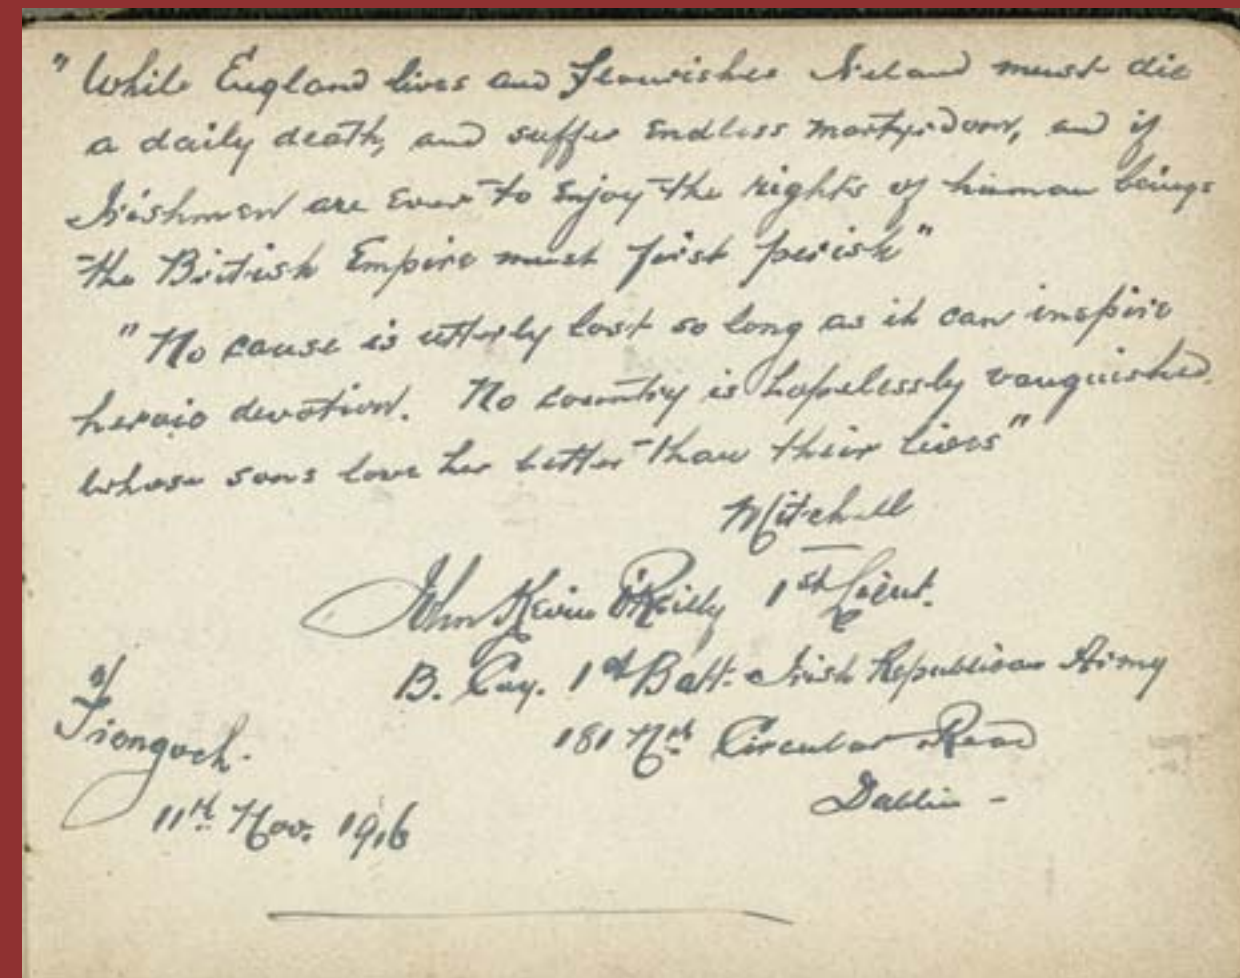 "While England lives and flourishes Ireland must die
a daily death, and suffer endless martyrdom, and if
Irishmen are ever to enjoy the rights of human beings
the British Empire must first perish"
"No cause is utterly lost so long as it can inspire
heroic devotion. No country is hopelessly vanquished
whose sons love her better than their lives"
Mitchell
John Kevin O'Reilly 1st Lieut.
B. Coy. 1st Batt. Irish Republican Army
181 Nth Circular Road
Dublin -
Frongoch.
11th Nov. 1916